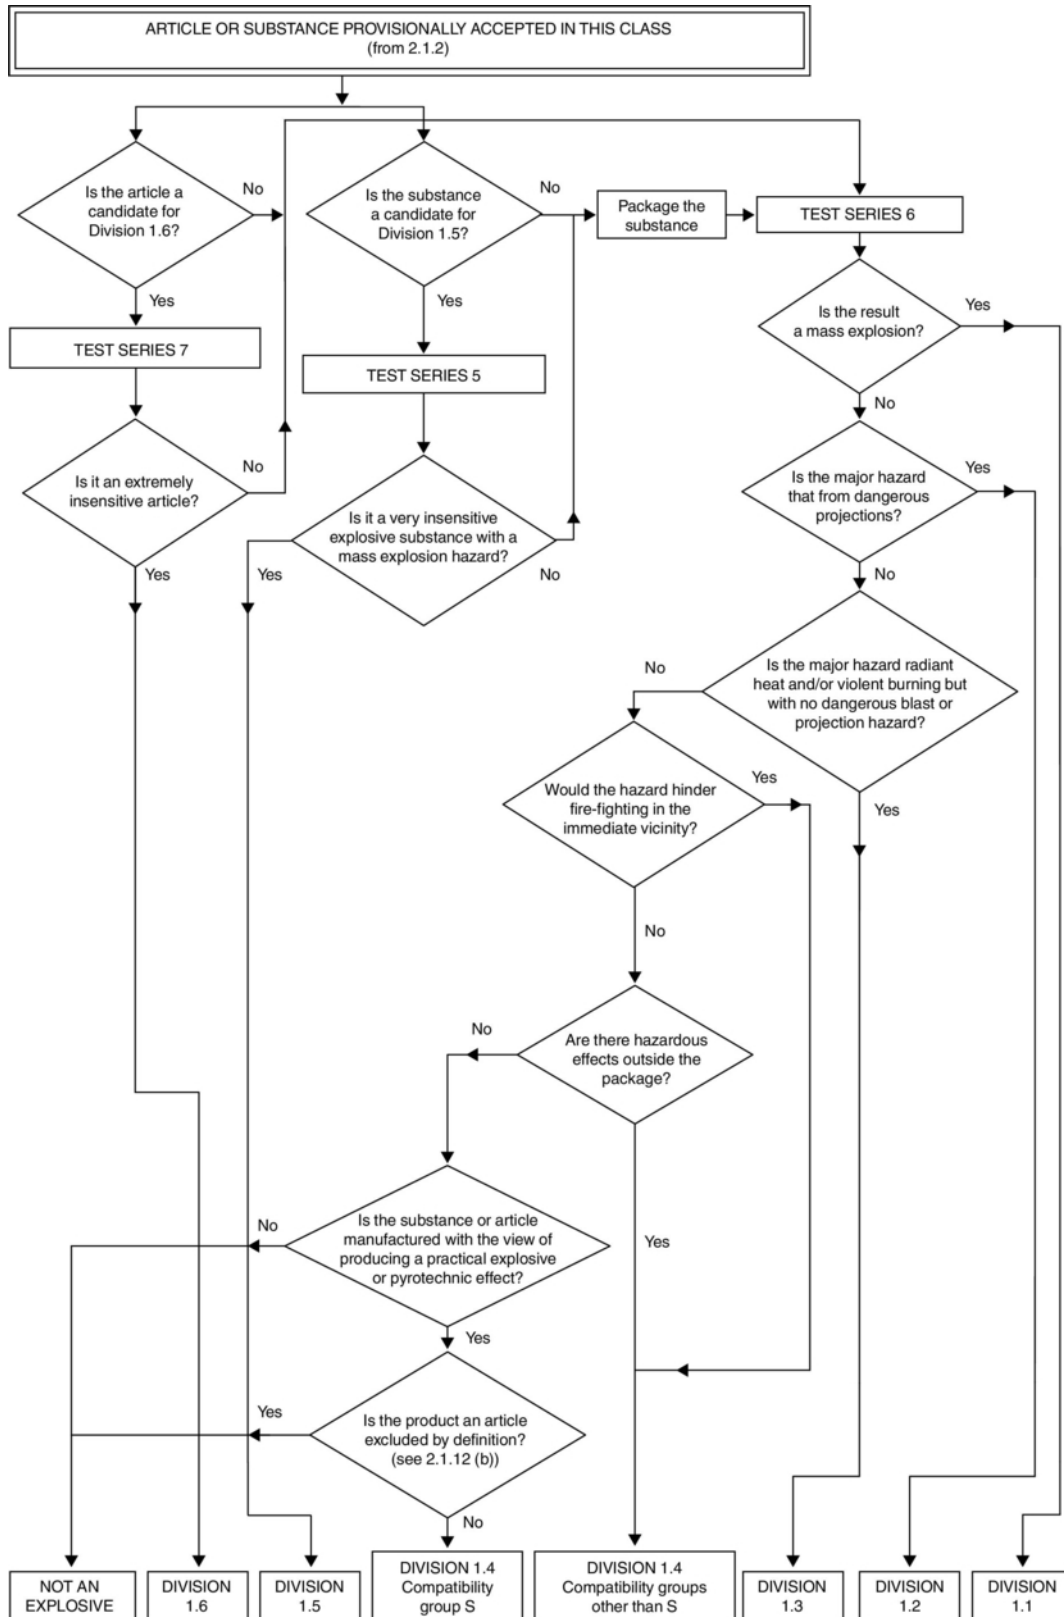 ARTICLE OR SUBSTANCE PROVISIONALLY ACCEPTED IN THIS CLASS
(from 2.1.2)
Is the article a
candidate for
Division 1.6?
No
Is the substance
a candidate for
Division 1.5?
No
Package the
substance
TEST SERIES 6
Yes
Yes
Is the result
a mass explosion?
Yes
TEST SERIES 7
TEST SERIES 5
No
Is it an extremely
insensitive article?
No
Is the major hazard
that from dangerous
projections?
Yes
Is it a very insensitive
explosive substance with a
mass explosion hazard?
Yes
Yes
No
No
Is the major hazard radiant
heat and/or violent burning but
with no dangerous blast or
projection hazard?
No
Would the hazard hinder
fire-fighting in the
immediate vicinity?
Yes
Yes
No
Are there hazardous
effects outside the
package?
No
Is the substance or article
manufactured with the view of
producing a practical explosive
or pyrotechnic effect?
No
Yes
Yes
Is the product an article
excluded by definition?
(see 2.1.12 (b))
Yes
No
NOT AN
EXPLOSIVE
DIVISION
1.6
DIVISION
1.5
DIVISION 1.4
Compatibility
group S
DIVISION 1.4
Compatibility groups
other than S
DIVISION
1.3
DIVISION
1.2
DIVISION
1.1